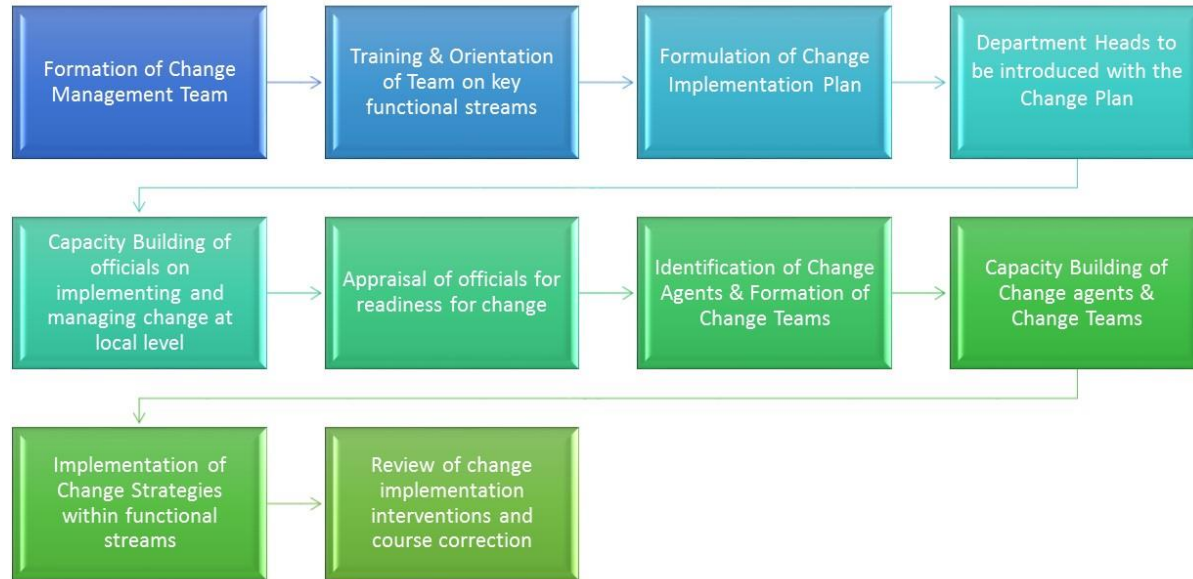 Formation of Change
Management Team
Training & Orientation
of Team on key
functional streams
Formulation of Change
Implementation Plan
Department Heads to
be introduced with the
Change Plan
Capacity Building of
officials on
implementing and
managing change at
local level
Appraisal of officials for
readiness for change
Identification of Change
Agents & Formation of
Change Teams
Capacity Building of
Change agents &
Change Teams
Implementation of
Change Strategies
within functional
streams
Review of change
implementation
interventions and
course correction